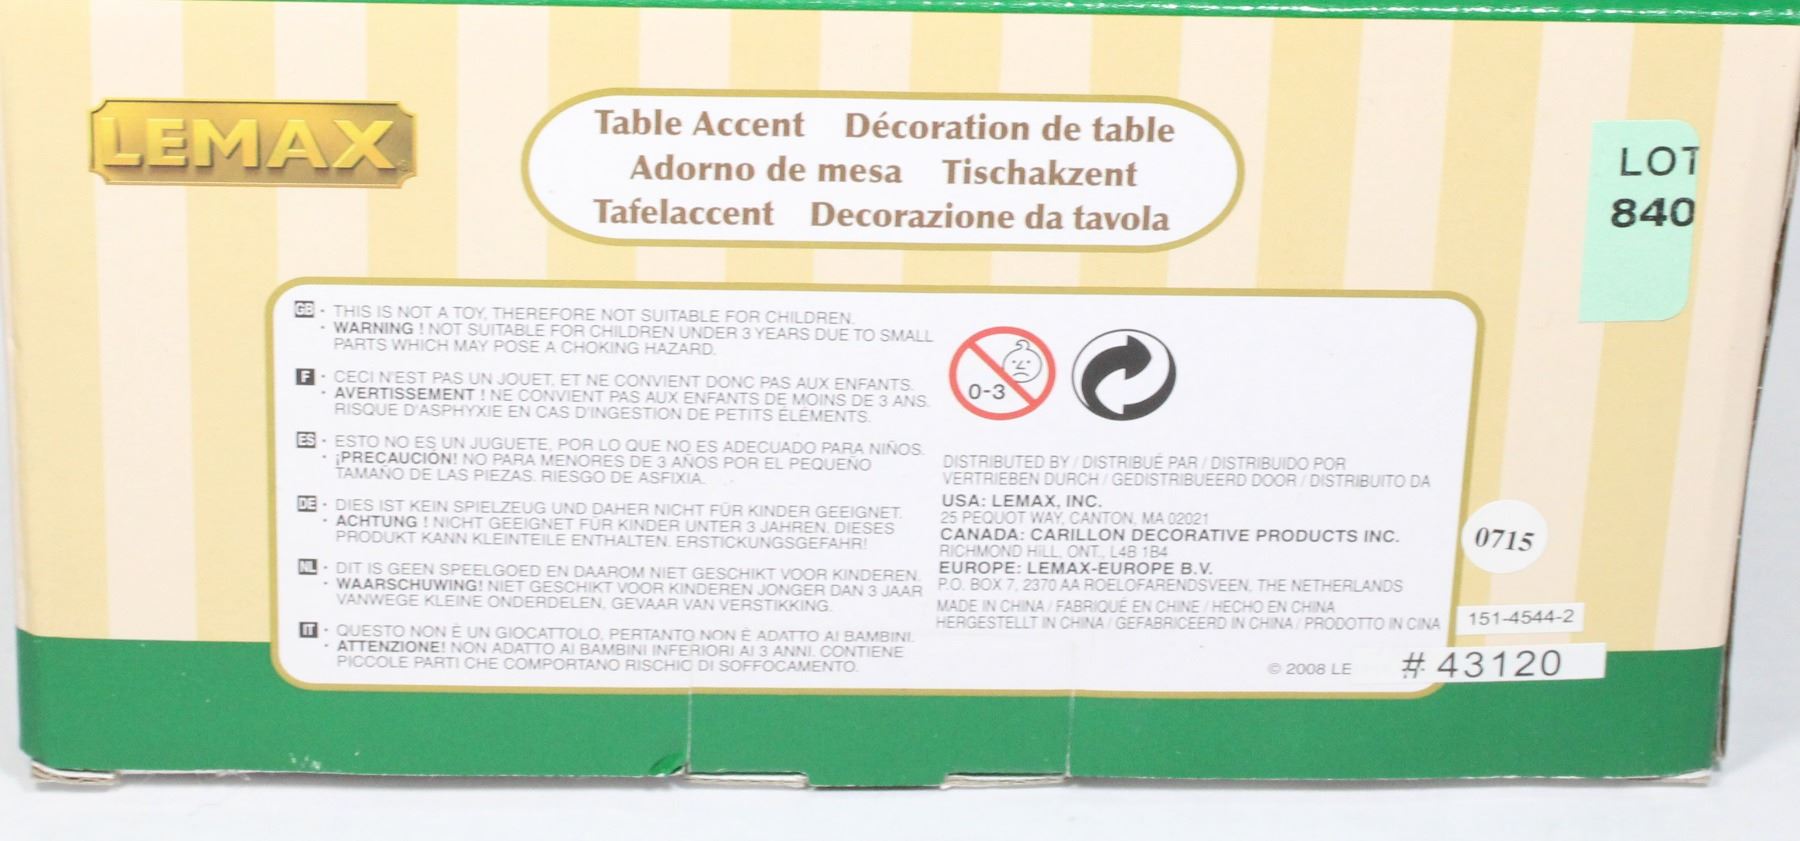 LEMAX
Table Accent Décoration de table
Adorno de mesa Tischakzent
Tafelaccent Decorazione da tavola
LOT
840
GB · THIS IS NOT A TOY, THEREFORE NOT SUITABLE FOR CHILDREN.
· WARNING ! NOT SUITABLE FOR CHILDREN UNDER 3 YEARS DUE TO SMALL
PARTS WHICH MAY POSE A CHOKING HAZARD.
F · CECI N'EST PAS UN JOUET, ET NE CONVIENT DONC PAS AUX ENFANTS.
· AVERTISSEMENT ! NE CONVIENT PAS AUX ENFANTS DE MOINS DE 3 ANS.
RISQUE D'ASPHYXIE EN CAS D'INGESTION DE PETITS ÉLÉMENTS.
ES · ESTO NO ES UN JUGUETE, POR LO QUE NO ES ADECUADO PARA NIÑOS.
· ¡PRECAUCIÓN! NO PARA MENORES DE 3 AÑOS POR EL PEQUEÑO
TAMAÑO DE LAS PIEZAS. RIESGO DE ASFIXIA.
DE · DIES IST KEIN SPIELZEUG UND DAHER NICHT FÜR KINDER GEEIGNET.
· ACHTUNG ! NICHT GEEIGNET FÜR KINDER UNTER 3 JAHREN. DIESES
PRODUKT KANN KLEINTEILE ENTHALTEN. ERSTICKUNGSGEFAHR!
NL · DIT IS GEEN SPEELGOED EN DAAROM NIET GESCHIKT VOOR KINDEREN.
· WAARSCHUWING! NIET GESCHIKT VOOR KINDEREN JONGER DAN 3 JAAR
VANWEGE KLEINE ONDERDELEN, GEVAAR VAN VERSTIKKING.
IT · QUESTO NON È UN GIOCATTOLO, PERTANTO NON È ADATTO AI BAMBINI.
· ATTENZIONE! NON ADATTO AI BAMBINI INFERIORI AI 3 ANNI. CONTIENE
PICCOLE PARTI CHE COMPORTANO RISCHIO DI SOFFOCAMENTO.
0-3
DISTRIBUTED BY / DISTRIBUÉ PAR / DISTRIBUIDO POR
VERTRIEBEN DURCH / GEDISTRIBUEERD DOOR / DISTRIBUITO DA
USA: LEMAX, INC.
25 PEQUOT WAY, CANTON, MA 02021
CANADA: CARILLON DECORATIVE PRODUCTS INC.
RICHMOND HILL, ONT., L4B 1B4
EUROPE: LEMAX-EUROPE B.V.
P.O. BOX 7, 2370 AA ROELOFARENDSVEEN, THE NETHERLANDS
MADE IN CHINA / FABRIQUÉ EN CHINE / HECHO EN CHINA
HERGESTELLT IN CHINA / GEFABRICEERD IN CHINA / PRODOTTO IN CINA
0715
151-4544-2
© 2008 LE
# 43120